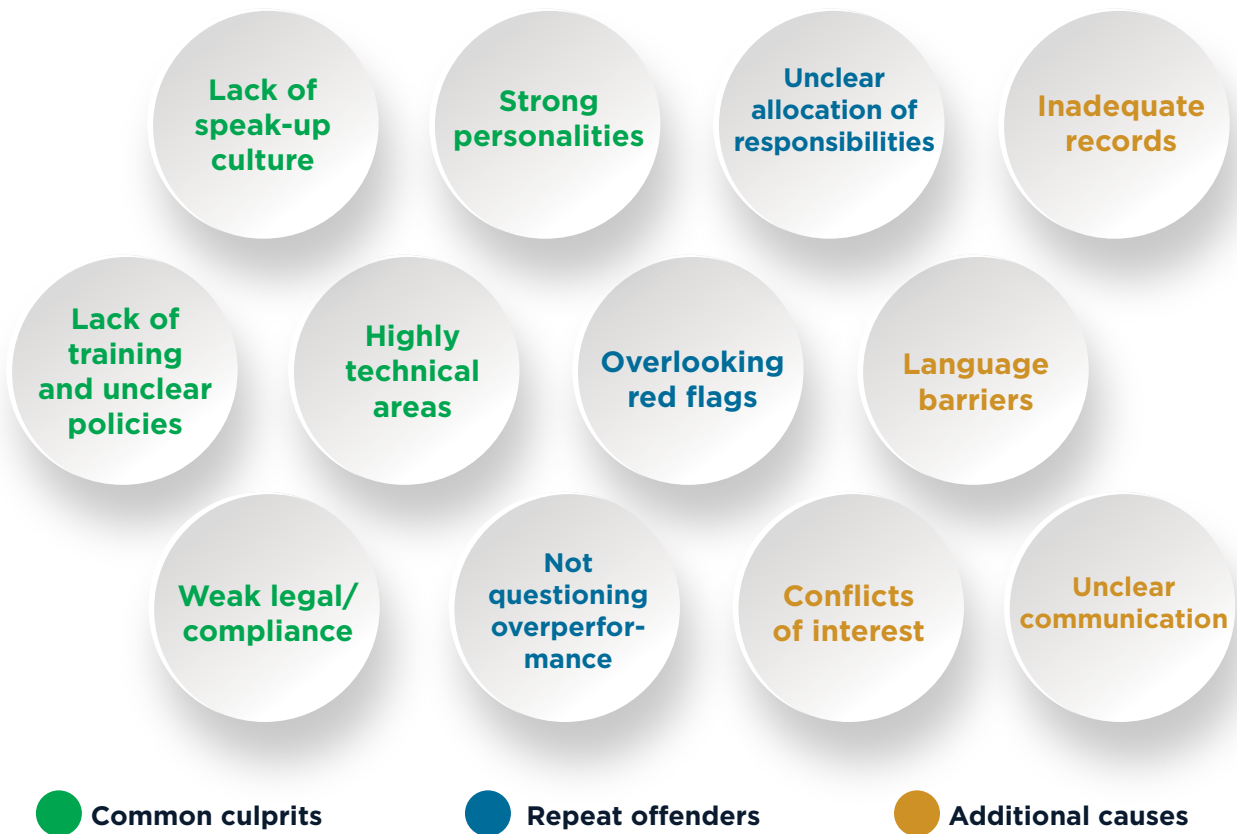 Lack of
speak-up
culture
Strong
personalities
Unclear
allocation of
responsibilities
Inadequate
records
Lack of
training
and unclear
policies
Highly
technical
areas
Overlooking
red flags
Language
barriers
Weak legal/
compliance
Not
questioning
overperfor-
mance
Conflicts
of interest
Unclear
communication
Common culprits
Repeat offenders
Additional causes